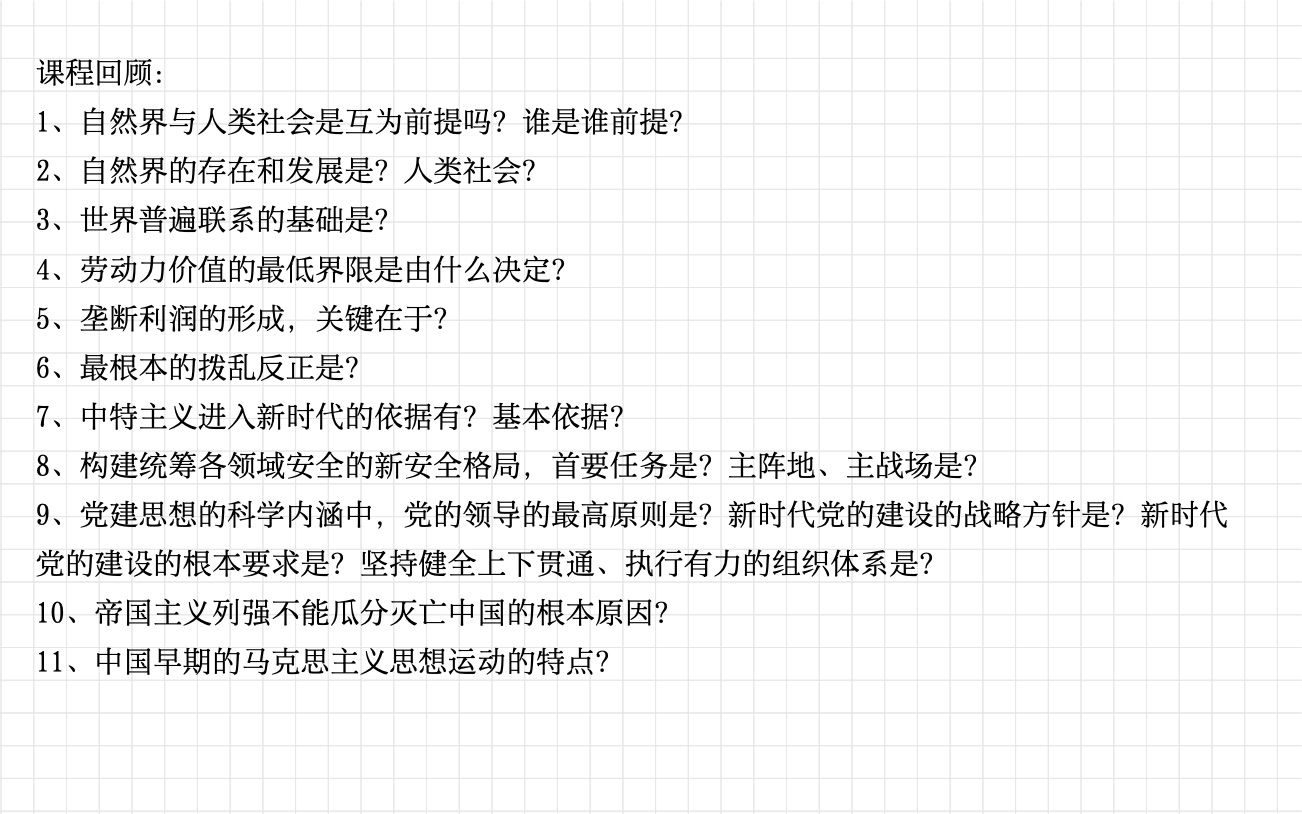 课程回顾：
1、自然界与人类社会是互为前提吗？谁是谁前提？
2、自然界的存在和发展是？人类社会？
3、世界普遍联系的基础是？
4、劳动力价值的最低界限是由什么决定？
5、垄断利润的形成，关键在于？
6、最根本的拨乱反正是？
7、中特主义进入新时代的依据有？基本依据？
8、构建统筹各领域安全的新安全格局，首要任务是？主阵地、主战场是？
9、党建思想的科学内涵中，党的领导的最高原则是？新时代党的建设的战略方针是？新时代
党的建设的根本要求是？坚持健全上下贯通、执行有力的组织体系是？
10、帝国主义列强不能瓜分灭亡中国的根本原因？
11、中国早期的马克思主义思想运动的特点？